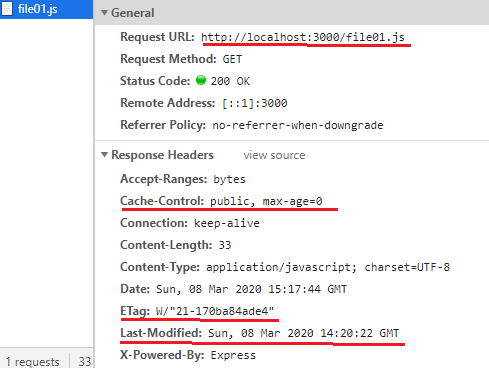 file01.js
General
Request URL: http://localhost:3000/file01.js
Request Method: GET
Status Code: 200 OK
Remote Address: [::1]:3000
Referrer Policy: no-referrer-when-downgrade
Response Headers view source
Accept-Ranges: bytes
Cache-Control: public, max-age=0
Connection: keep-alive
Content-Length: 33
Content-Type: application/javascript; charset=UTF-8
Date: Sun, 08 Mar 2020 15:17:44 GMT
ETag: W/"21-170ba84ade4"
Last-Modified: Sun, 08 Mar 2020 14:20:22 GMT
1 requests 33
X-Powered-By: Express